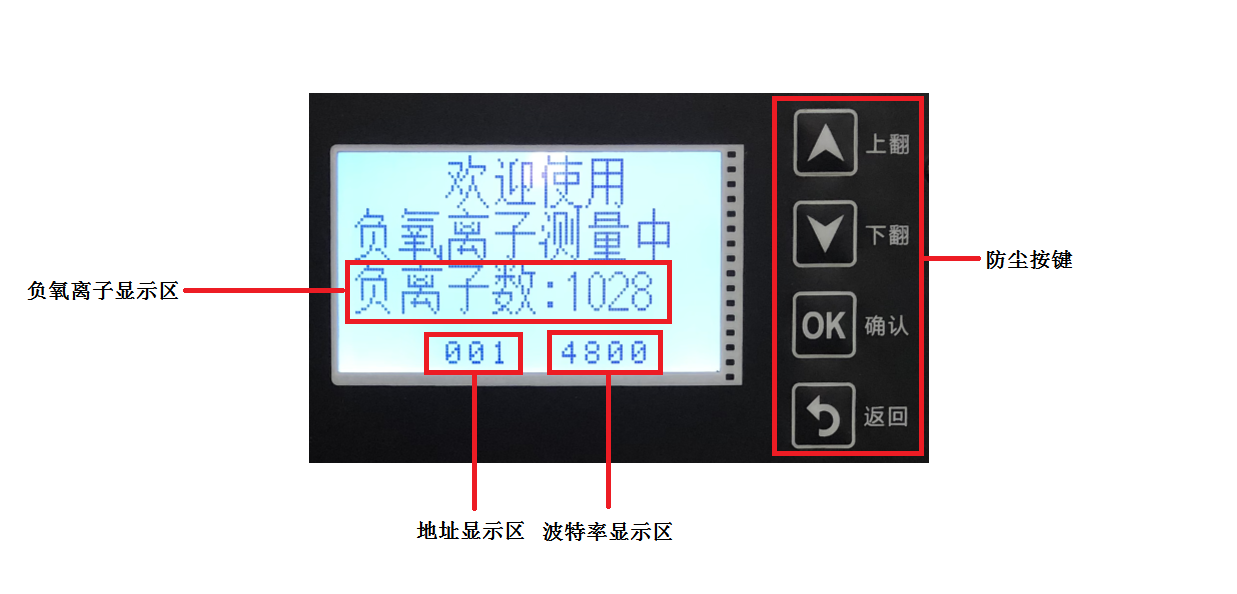 欢迎使用
负氧离子测量中
负离子数:1028
001 4800
上翻
下翻
OK 确认
返回
负氧离子显示区
防尘按键
地址显示区 波特率显示区